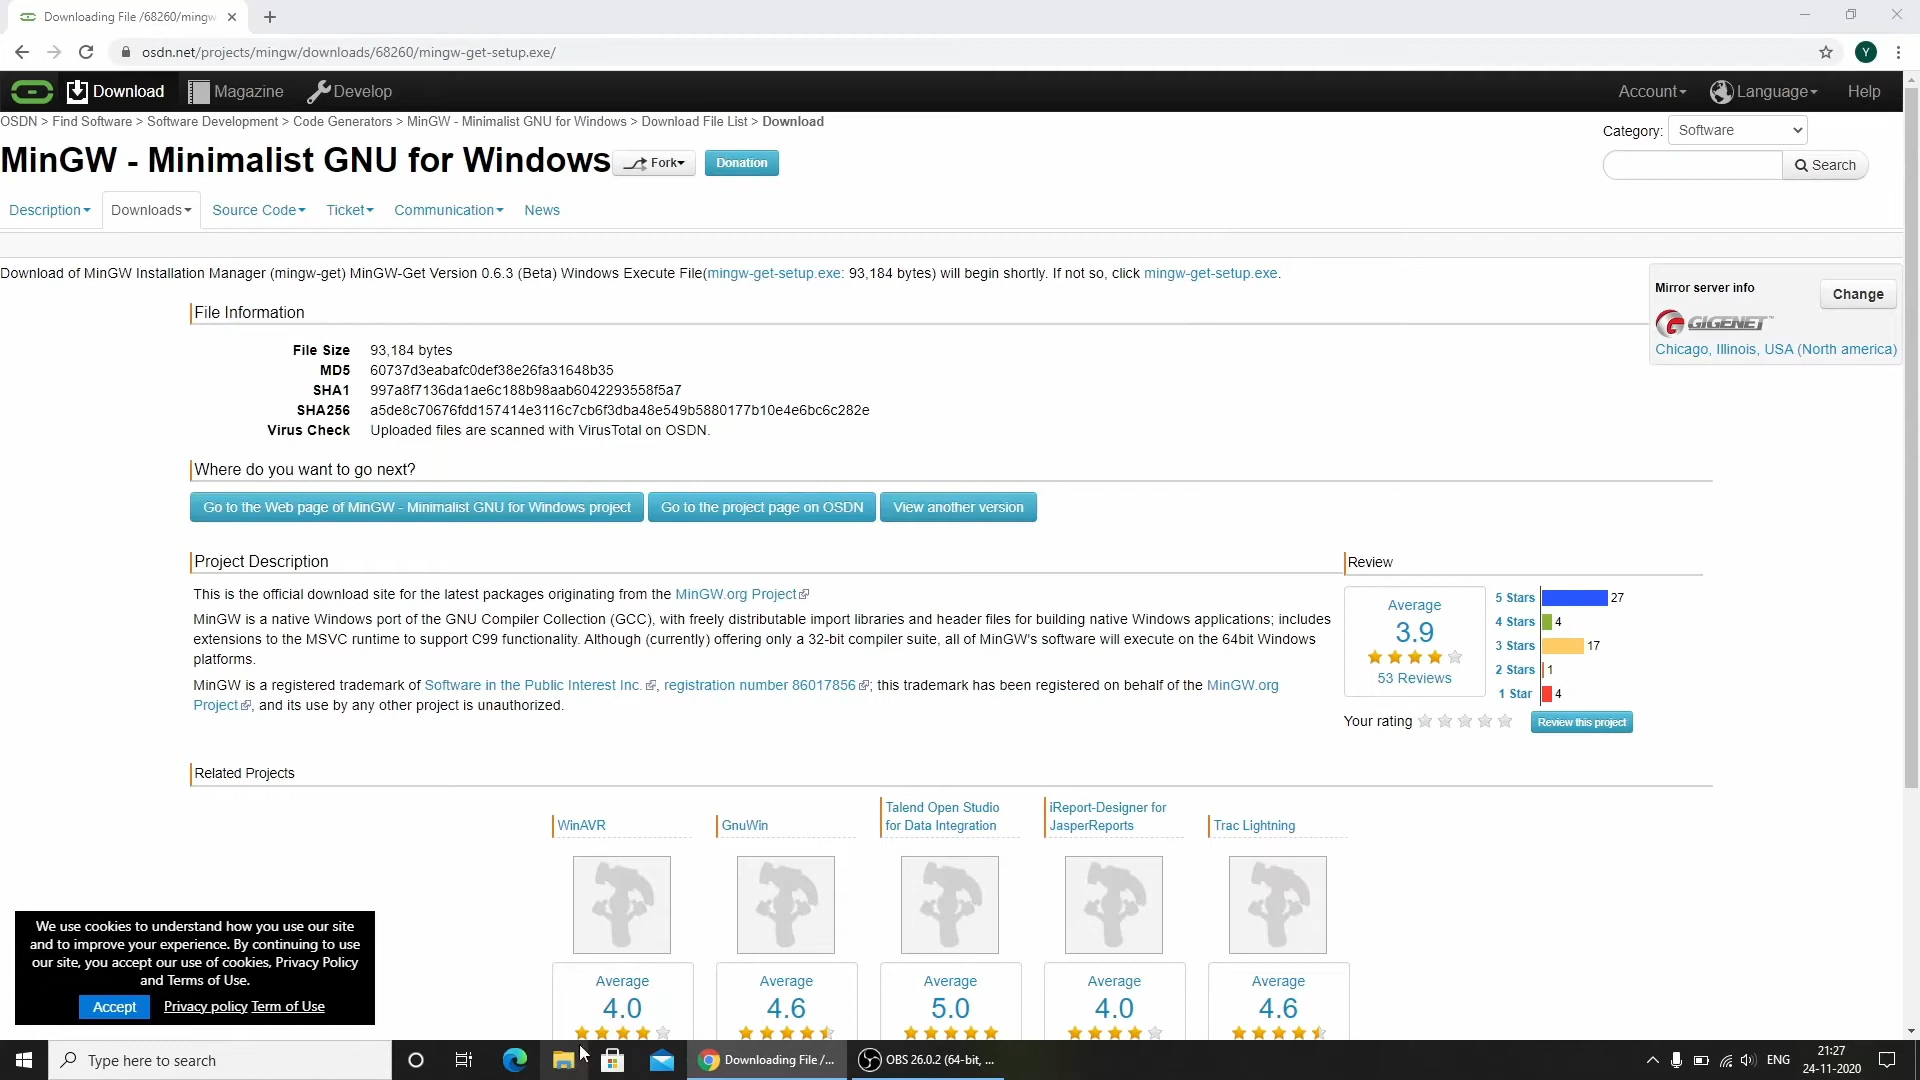 Downloading File /68260/mingw
osdn.net/projects/mingw/downloads/68260/mingw-get-setup.exe/
Y
Download Magazine Develop Account Language Help
OSDN > Find Software > Software Development > Code Generators > MinGW - Minimalist GNU for Windows > Download File List > Download
Category: Software
MinGW - Minimalist GNU for Windows Fork Donation
Search
Description Downloads Source Code Ticket Communication News
Download of MinGW Installation Manager (mingw-get) MinGW-Get Version 0.6.3 (Beta) Windows Execute File(mingw-get-setup.exe: 93,184 bytes) will begin shortly. If not so, click mingw-get-setup.exe.
Mirror server info Change
GIGENET
Chicago, Illinois, USA (North america)
File Information
File Size 93,184 bytes
MD5 60737d3eabafc0def38e26fa31648b35
SHA1 997a8f7136da1ae6c188b98aab6042293558f5a7
SHA256 a5de8c70676fdd157414e3116c7cb6f3dba48e549b5880177b10e4e6bc6c282e
Virus Check Uploaded files are scanned with VirusTotal on OSDN.
Where do you want to go next?
Go to the Web page of MinGW - Minimalist GNU for Windows project Go to the project page on OSDN View another version
Project Description
This is the official download site for the latest packages originating from the MinGW.org Project
MinGW is a native Windows port of the GNU Compiler Collection (GCC), with freely distributable import libraries and header files for building native Windows applications; includes
extensions to the MSVC runtime to support C99 functionality. Although (currently) offering only a 32-bit compiler suite, all of MinGW's software will execute on the 64bit Windows
platforms.
MinGW is a registered trademark of Software in the Public Interest Inc. , registration number 86017856 ; this trademark has been registered on behalf of the MinGW.org
Project , and its use by any other project is unauthorized.
Review
Average
3.9
53 Reviews
5 Stars 27
4 Stars 4
3 Stars 17
2 Stars 1
1 Star 4
Your rating Review this project
Related Projects
WinAVR
GnuWin
Talend Open Studio
for Data Integration
iReport-Designer for
JasperReports
Trac Lightning
Average Average Average Average Average
4.0 4.6 5.0 4.0 4.6
We use cookies to understand how you use our site
and to improve your experience. By continuing to use
our site, you accept our use of cookies, Privacy Policy
and Terms of Use.
Accept Privacy policy Term of Use
Type here to search
Downloading File /...
OBS 26.0.2 (64-bit, ...
ENG
21:27
24-11-2020